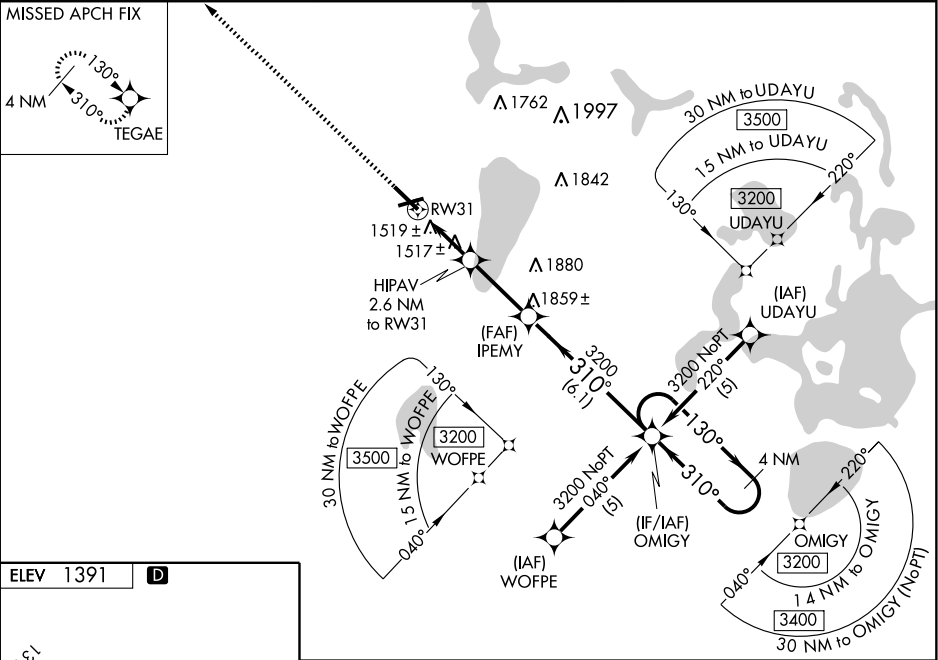 MISSED APCH FIX
130°
4 NM
310°
TEGAE
1762
1997
1842
RW31
1519 ±
1517 ±
HIPAV
2.6 NM
to RW31
1880
1859 ±
(FAF)
IPEMY
30 NM to UDAYU
3500
15 NM to UDAYU
220°
130°
3200
UDAYU
(IAF)
UDAYU
3200
310°
(6.1)
3200 NoPT
220°
(5)
130°
310°
4 NM
30 NM to WOFPE
3500
15 NM to WOFPE
130°
3200
WOFPE
040°
3200 NoPT
040°
(5)
(IF/IAF)
OMIGY
(IAF)
WOFPE
220°
OMIGY
3200
040°
14 NM to OMIGY
3400
30 NM to OMIGY (NoPT)
ELEV 1391
D